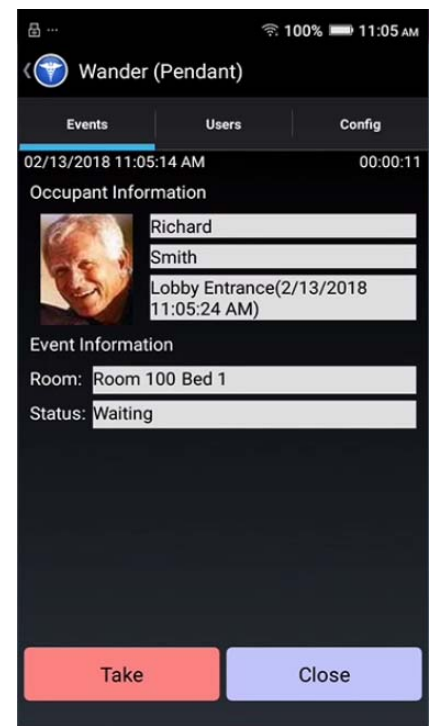 ... 100% 11:05 AM
Wander (Pendant)
Events Users Config
02/13/2018 11:05:14 AM 00:00:11
Occupant Information
Richard
Smith
Lobby Entrance(2/13/2018
11:05:24 AM)
Event Information
Room: Room 100 Bed 1
Status: Waiting
Take Close